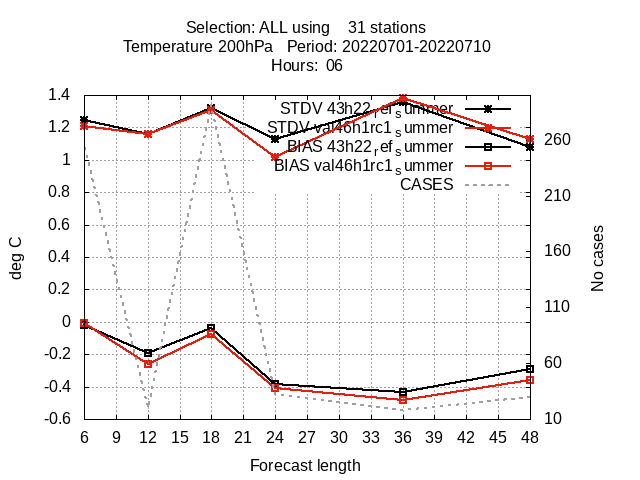 Selection: ALL using    31 stations
Temperature 200hPa   Period: 20220701-20220710
Hours:  06
1.4
1.2
1
0.8
0.6
0.4
0.2
0
-0.2
-0.4
-0.6
deg C
STDV 43h22_ref_summer
STDV val46h1rc1_summer
BIAS 43h22_ref_summer
BIAS val46h1rc1_summer
CASES
260
210
160
110
60
10
No cases
6 9 12 15 18 21 24 27 30 33 36 39 42 45 48
Forecast length